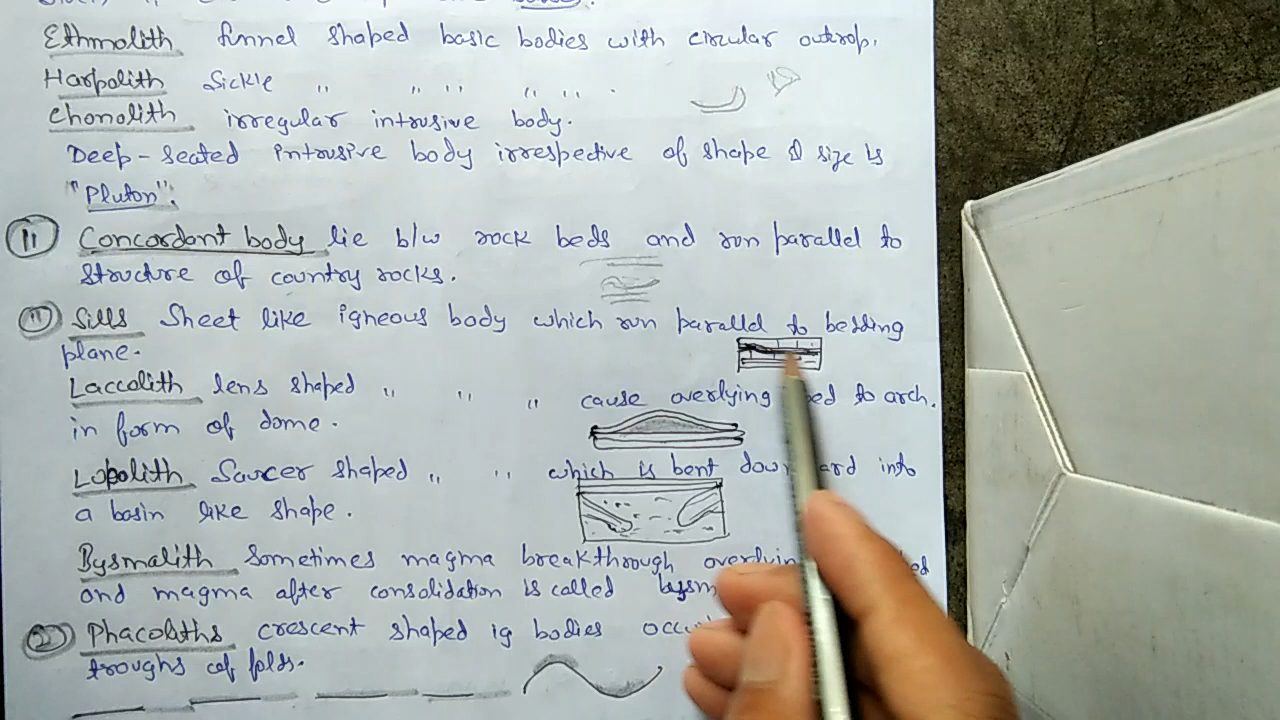 Ethmolith funnel shaped basic bodies with circular outrop.
Harpolith Sickle " " " " " .
Chonolith irregular intrusive body.
Deep-seated intrusive body irrespective of shape & size is
"Pluton".
11 Concordant body lie b/w rock beds and run parallel to
structure of country rocks.
Sills Sheet like igneous body which run parallel to bedding
plane.
Laccolith lens shaped " " " cause overlying bed to arch.
in form of dome.
Lopolith Saucer shaped " " which is bent downward into
a basin like shape.
Bysmalith Sometimes magma breakthrough
and magma after consolidation is called
2 Phacoliths crescent shaped ig bodies
troughs of folds.